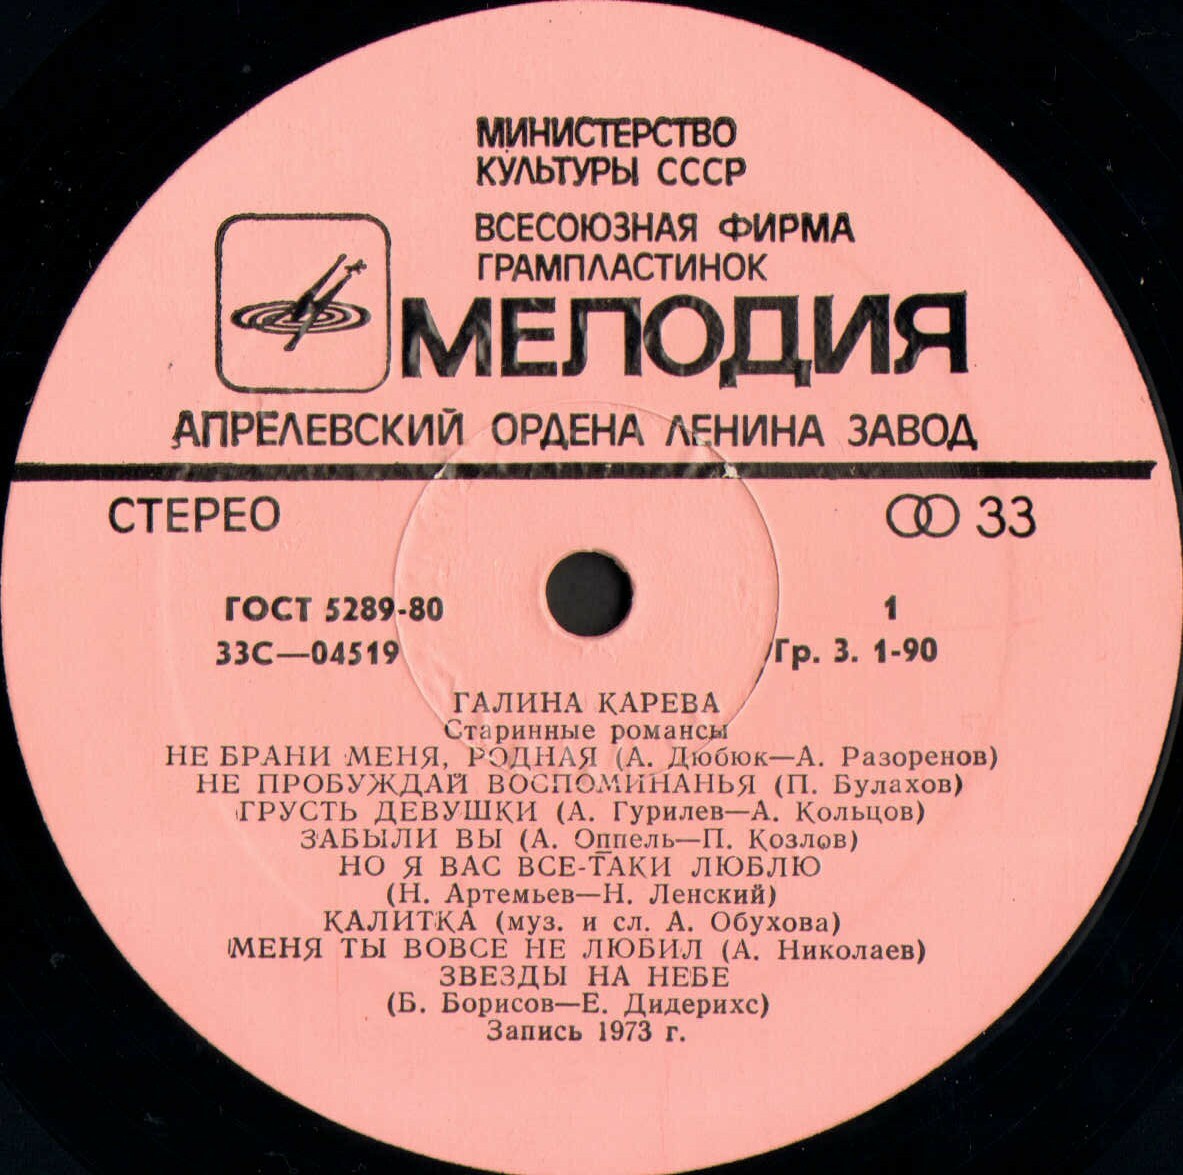 МИНИСТЕРСТВО
КУЛЬТУРЫ СССР
ВСЕСОЮЗНАЯ ФИРМА
ГРАМПЛАСТИНОК
МЕЛОДИЯ
АПРЕЛЕВСКИЙ ОРДЕНА ЛЕНИНА ЗАВОД
СТЕРЕО 33
ГОСТ 5289-80 1
33С—04519 Гр. 3. 1-90
ГАЛИНА КАРЕВА
Старинные романсы
НЕ БРАНИ МЕНЯ, РОДНАЯ (А. Дюбюк—А. Разоренов)
НЕ ПРОБУЖДАЙ ВОСПОМИНАНЬЯ (П. Булахов)
ГРУСТЬ ДЕВУШКИ (А. Гурилев—А. Кольцов)
ЗАБЫЛИ ВЫ (А. Оппель—П. Козлов)
НО Я ВАС ВСЕ-ТАКИ ЛЮБЛЮ
(Н. Артемьев—Н. Ленский)
КАЛИТКА (муз. и сл. А. Обухова)
МЕНЯ ТЫ ВОВСЕ НЕ ЛЮБИЛ (А. Николаев)
ЗВЕЗДЫ НА НЕБЕ
(Б. Борисов—Е. Дидерихс)
Запись 1973 г.